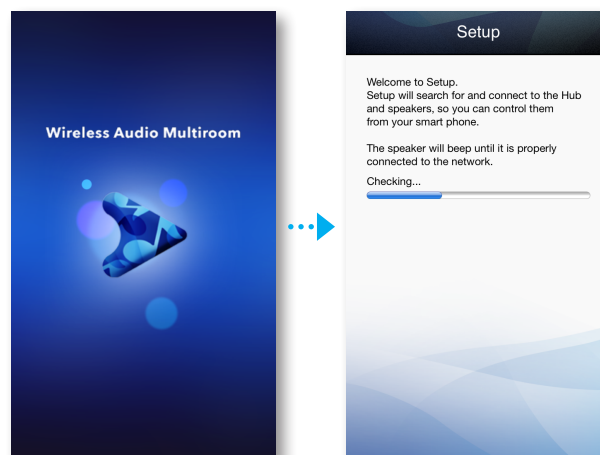 Wireless Audio Multiroom
Setup
Welcome to Setup.
Setup will search for and connect to the Hub
and speakers, so you can control them
from your smart phone.
The speaker will beep until it is properly
connected to the network.
Checking...